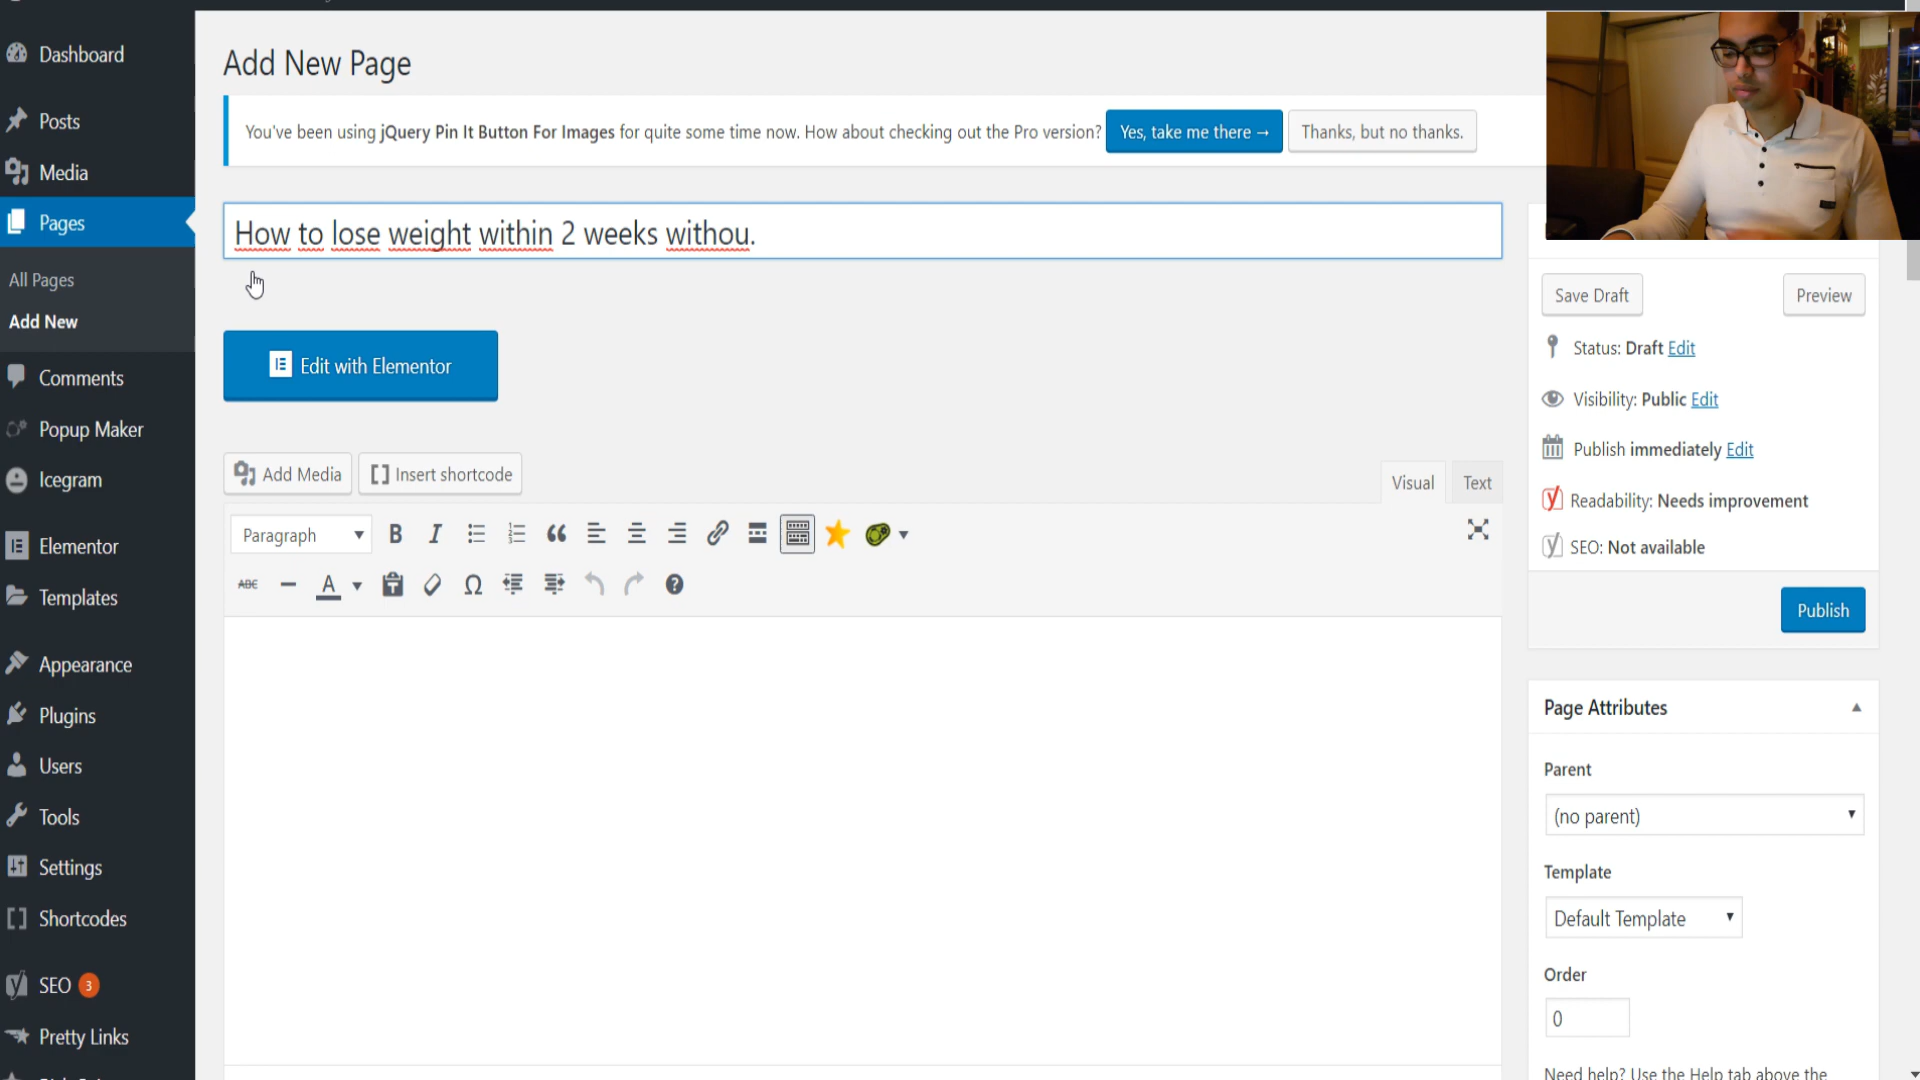 Dashboard
Posts
Media
Pages
All Pages
Add New
Comments
Popup Maker
Icegram
Elementor
Templates
Appearance
Plugins
Users
Tools
Settings
Shortcodes
SEO 3
Pretty Links
Add New Page
You've been using jQuery Pin It Button For Images for quite some time now. How about checking out the Pro version? Yes, take me there → Thanks, but no thanks.
How to lose weight within 2 weeks withou.
Edit with Elementor
Add Media [ ] Insert shortcode
Visual Text
Paragraph B I
ABC A Ω ?
Save Draft Preview
Status: Draft Edit
Visibility: Public Edit
Publish immediately Edit
Readability: Needs improvement
SEO: Not available
Publish
Page Attributes
Parent
(no parent)
Template
Default Template
Order
0
Need help? Use the Help tab above the